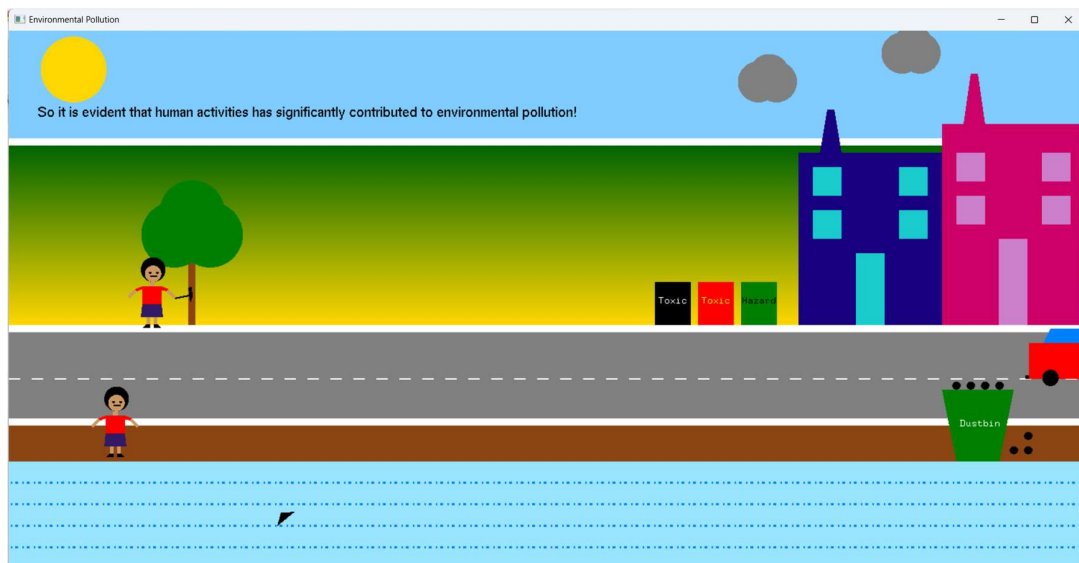 Environmental Pollution
So it is evident that human activities has significantly contributed to environmental pollution!
Toxic Toxic Hazard
Dustbin